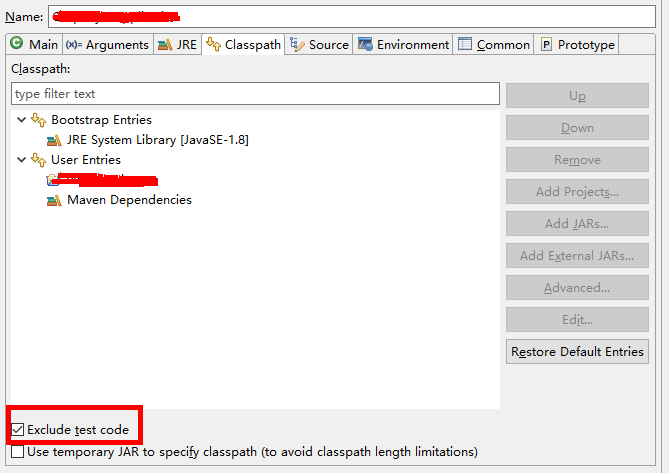 Name:
Main (x)= Arguments JRE Classpath Source Environment Common P Prototype
Classpath:
type filter text
Bootstrap Entries
JRE System Library [JavaSE-1.8]
User Entries
Maven Dependencies
Up
Down
Remove
Add Projects...
Add JARs...
Add External JARs...
Advanced...
Edit...
Restore Default Entries
Exclude test code
Use temporary JAR to specify classpath (to avoid classpath length limitations)